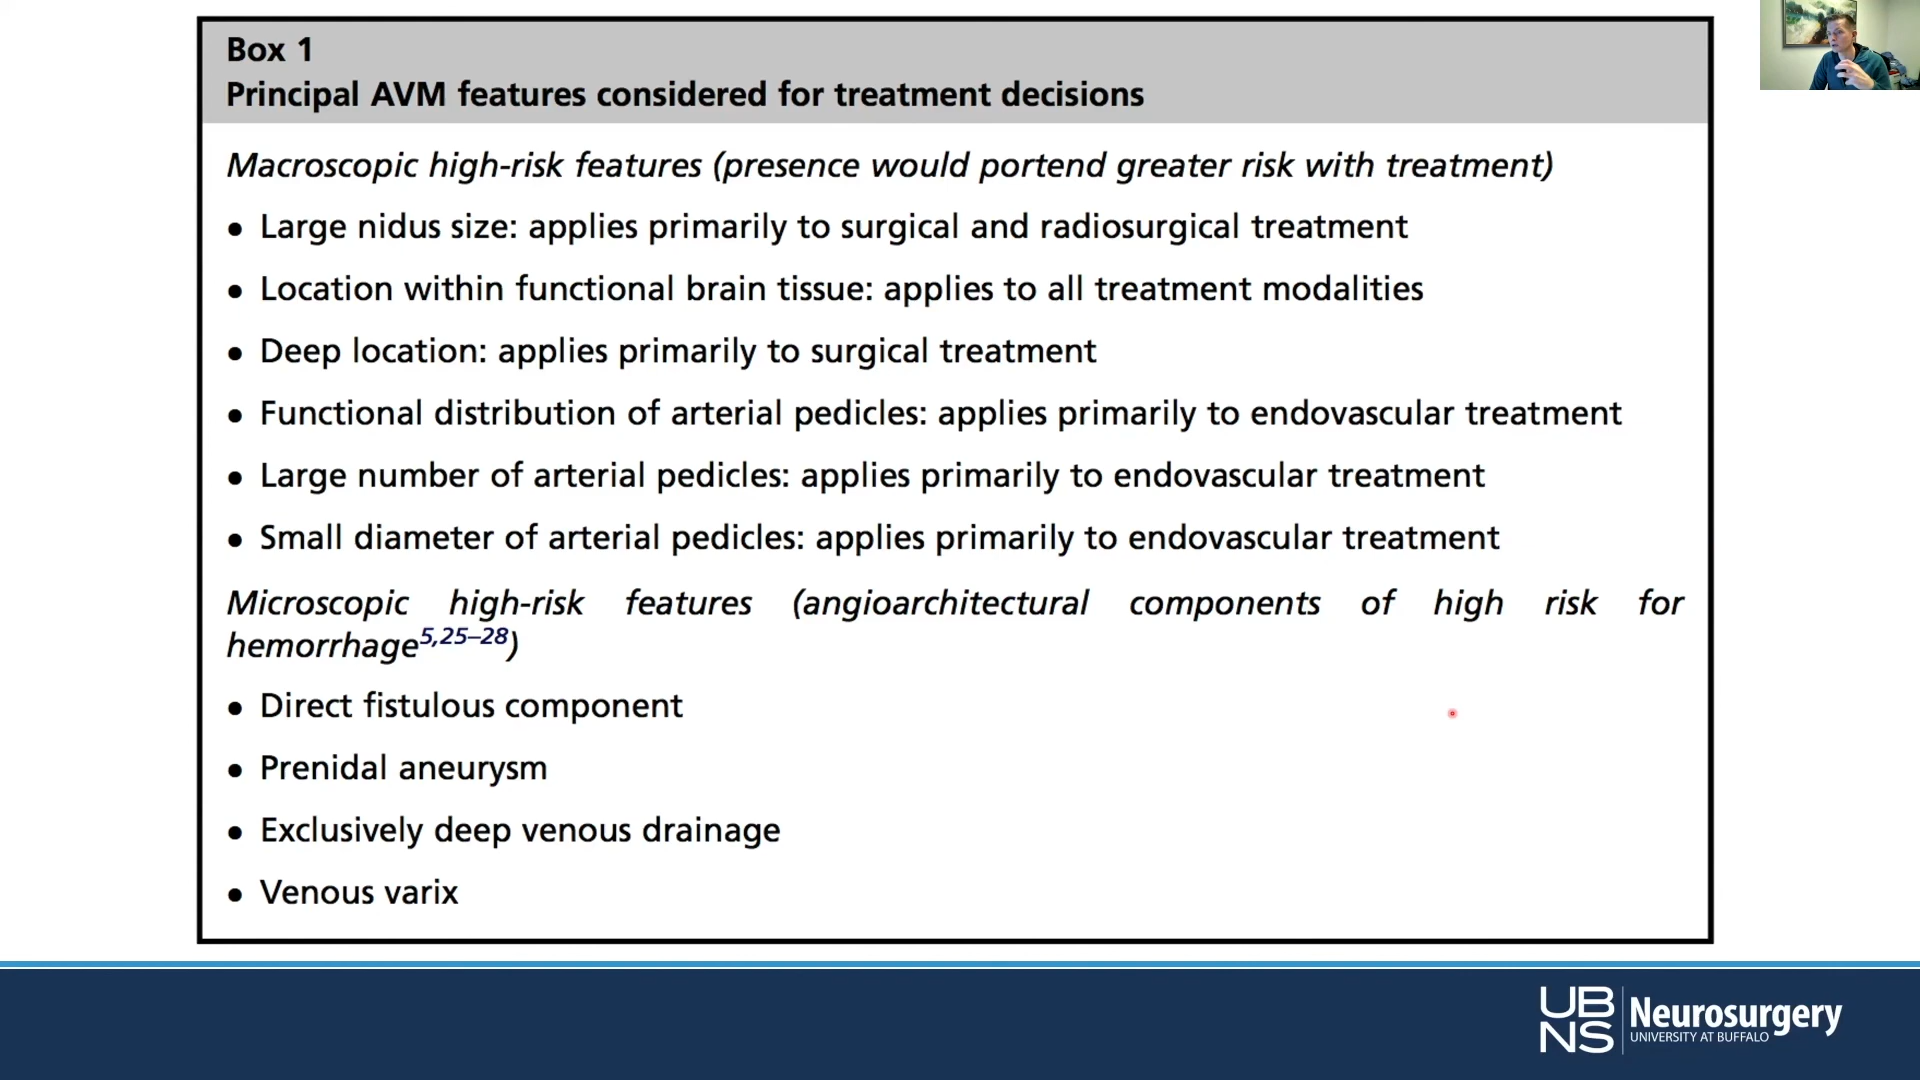 Box 1
Principal AVM features considered for treatment decisions
Macroscopic high-risk features (presence would portend greater risk with treatment)
• Large nidus size: applies primarily to surgical and radiosurgical treatment
• Location within functional brain tissue: applies to all treatment modalities
• Deep location: applies primarily to surgical treatment
• Functional distribution of arterial pedicles: applies primarily to endovascular treatment
• Large number of arterial pedicles: applies primarily to endovascular treatment
• Small diameter of arterial pedicles: applies primarily to endovascular treatment
Microscopic high-risk features (angioarchitectural components of high risk for
hemorrhage5,25–28)
• Direct fistulous component
• Prenidal aneurysm
• Exclusively deep venous drainage
• Venous varix
UB
NS
Neurosurgery
UNIVERSITY AT BUFFALO